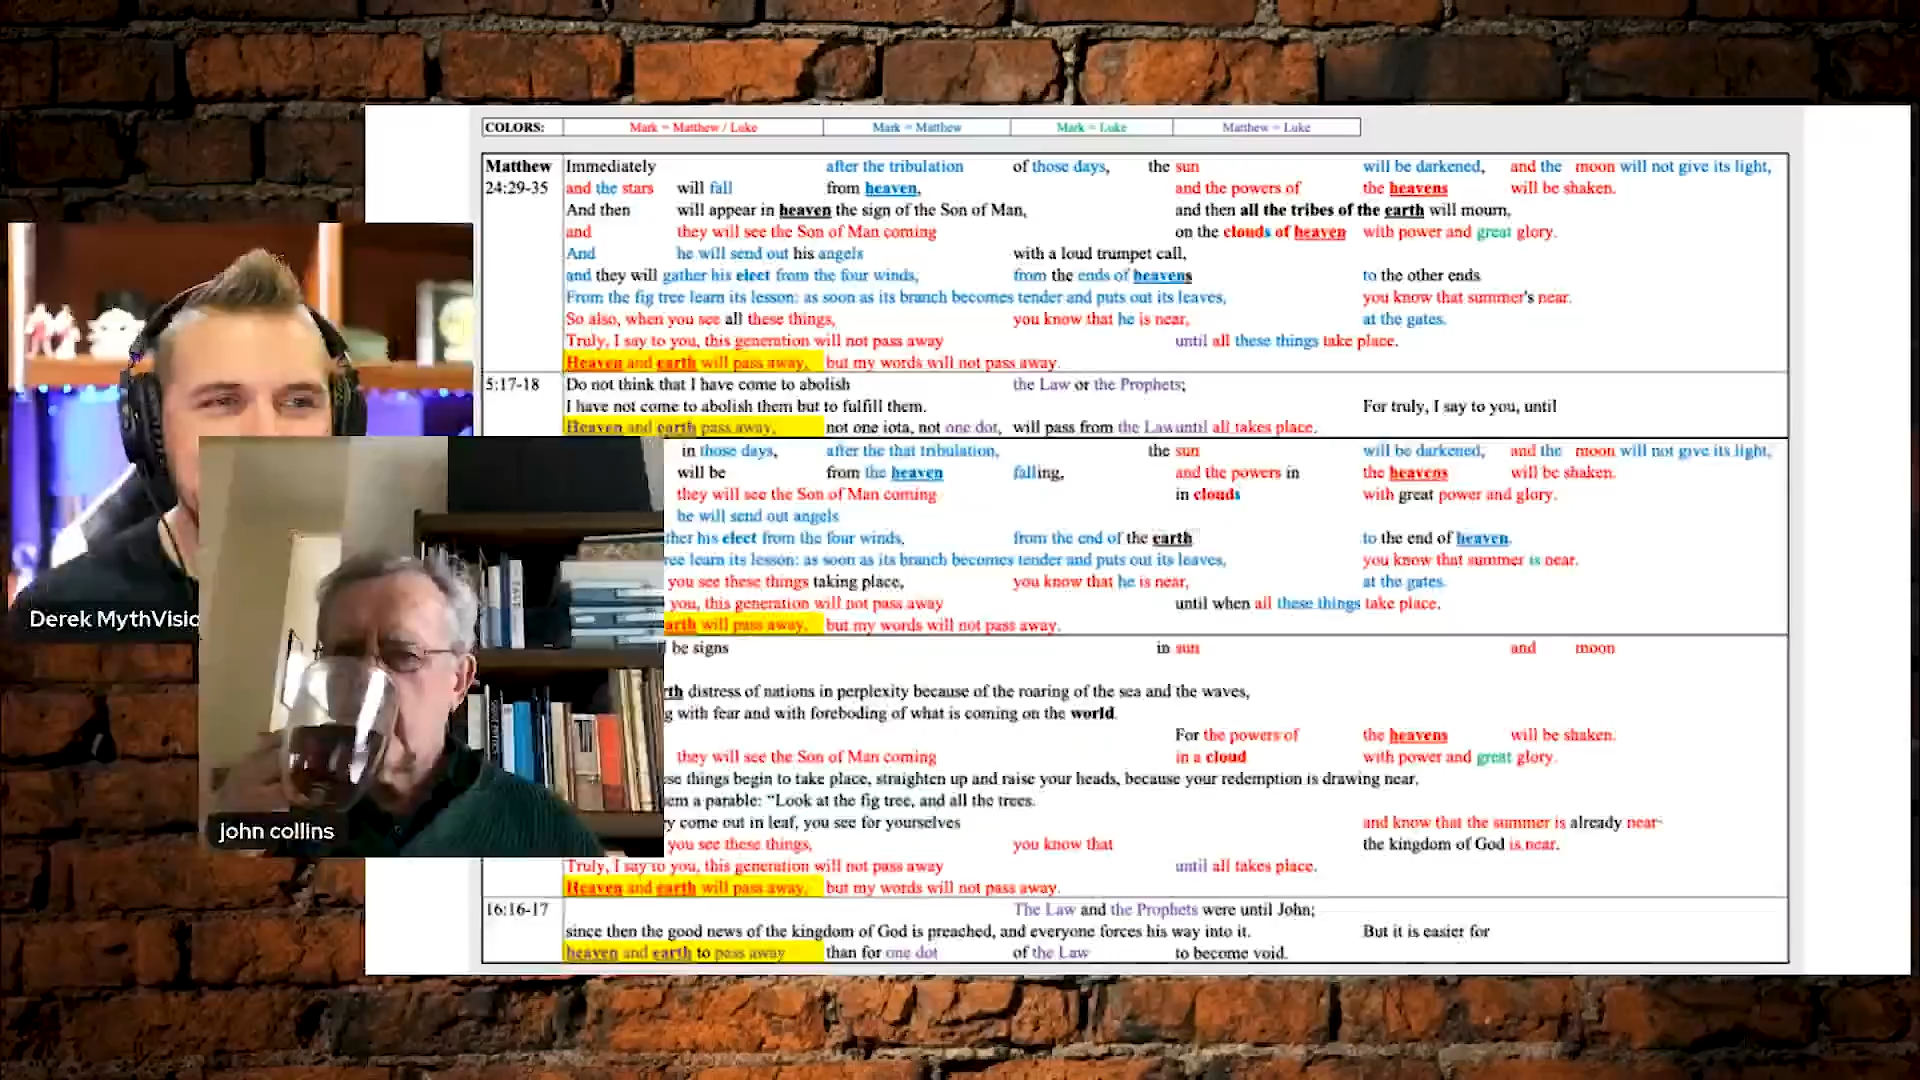 COLORS: Mark = Matthew / Luke Mark = Matthew Mark = Luke Matthew = Luke
Matthew Immediately after the tribulation of those days, the sun will be darkened, and the moon will not give its light,
24:29-35 and the stars will fall from heaven, and the powers of the heavens will be shaken.
And then will appear in heaven the sign of the Son of Man, and then all the tribes of the earth will mourn,
and they will see the Son of Man coming on the clouds of heaven with power and great glory.
And he will send out his angels with a loud trumpet call,
and they will gather his elect from the four winds, from the ends of heavens to the other ends
From the fig tree learn its lesson: as soon as its branch becomes tender and puts out its leaves, you know that summer's near.
So also, when you see all these things, you know that he is near, at the gates.
Truly, I say to you, this generation will not pass away until all these things take place.
Heaven and earth will pass away, but my words will not pass away.
5:17-18 Do not think that I have come to abolish the Law or the Prophets;
I have not come to abolish them but to fulfill them. For truly, I say to you, until
Heaven and earth pass away, not one iota, not one dot, will pass from the Law until all takes place.
in those days, after the tribulation, the sun will be darkened, and the moon will not give its light,
will be from the heaven falling, and the powers in the heavens will be shaken.
they will see the Son of Man coming in clouds with great power and glory.
he will send out angels
ther his elect from the four winds, from the end of the earth to the end of heaven.
ree learn its lesson: as soon as its branch becomes tender and puts out its leaves, you know that summer is near.
you see these things taking place, you know that he is near, at the gates.
you, this generation will not pass away until when all these things take place.
arth will pass away, but my words will not pass away.
be signs in sun and moon
rth distress of nations in perplexity because of the roaring of the sea and the waves,
g with fear and with foreboding of what is coming on the world.
For the powers of the heavens will be shaken.
they will see the Son of Man coming in a cloud with power and great glory.
se things begin to take place, straighten up and raise your heads, because your redemption is drawing near.
em a parable: "Look at the fig tree, and all the trees.
y come out in leaf, you see for yourselves and know that the summer is already near
you see these things, you know that the kingdom of God is near.
Truly, I say to you, this generation will not pass away until all takes place.
Heaven and earth will pass away, but my words will not pass away.
16:16-17 The Law and the Prophets were until John;
since then the good news of the kingdom of God is preached, and everyone forces his way into it. But it is easier for
heaven and earth to pass away than for one dot of the Law to become void.
Derek MythVisio
john collins